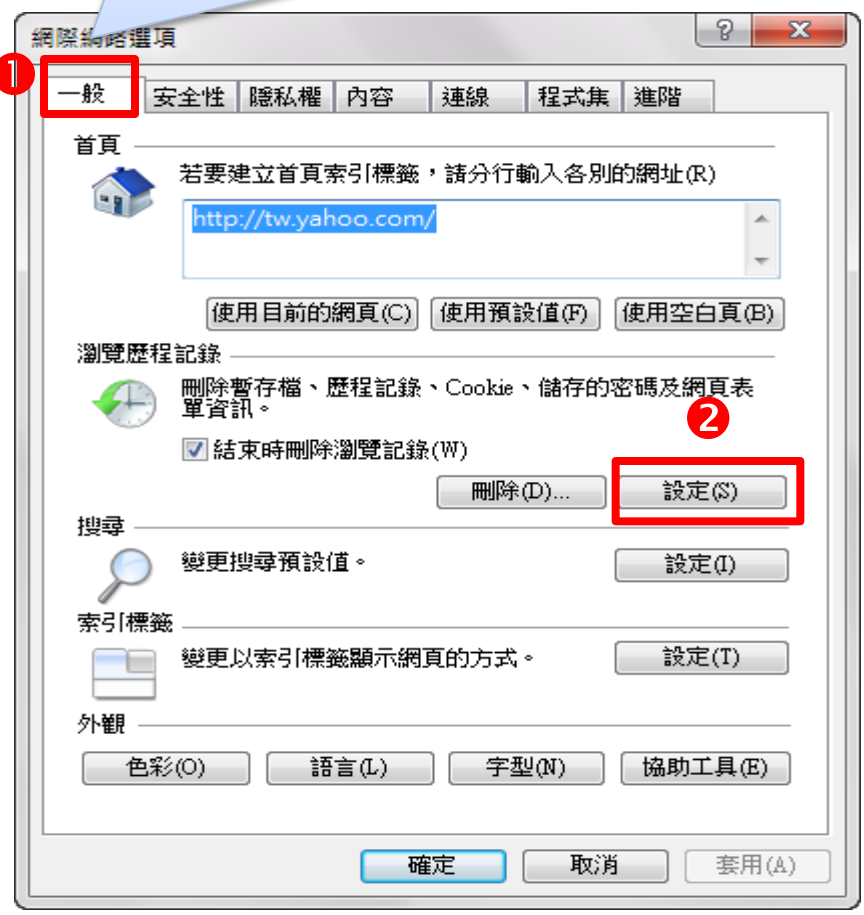 網際網路選項
?
X
1
一般 安全性 隱私權 內容 連線 程式集 進階
首頁
若要建立首頁索引標籤，請分行輸入各別的網址(R)
http://tw.yahoo.com/
使用目前的網頁(C) 使用預設值(F) 使用空白頁(B)
瀏覽歷程記錄
刪除暫存檔、歷程記錄、Cookie、儲存的密碼及網頁表
單資訊。
2
結束時刪除瀏覽記錄(W)
刪除(D)... 設定(S)
搜尋
變更搜尋預設值。 設定(I)
索引標籤
變更以索引標籤顯示網頁的方式。 設定(T)
外觀
色彩(O) 語言(L) 字型(N) 協助工具(E)
確定 取消 套用(A)